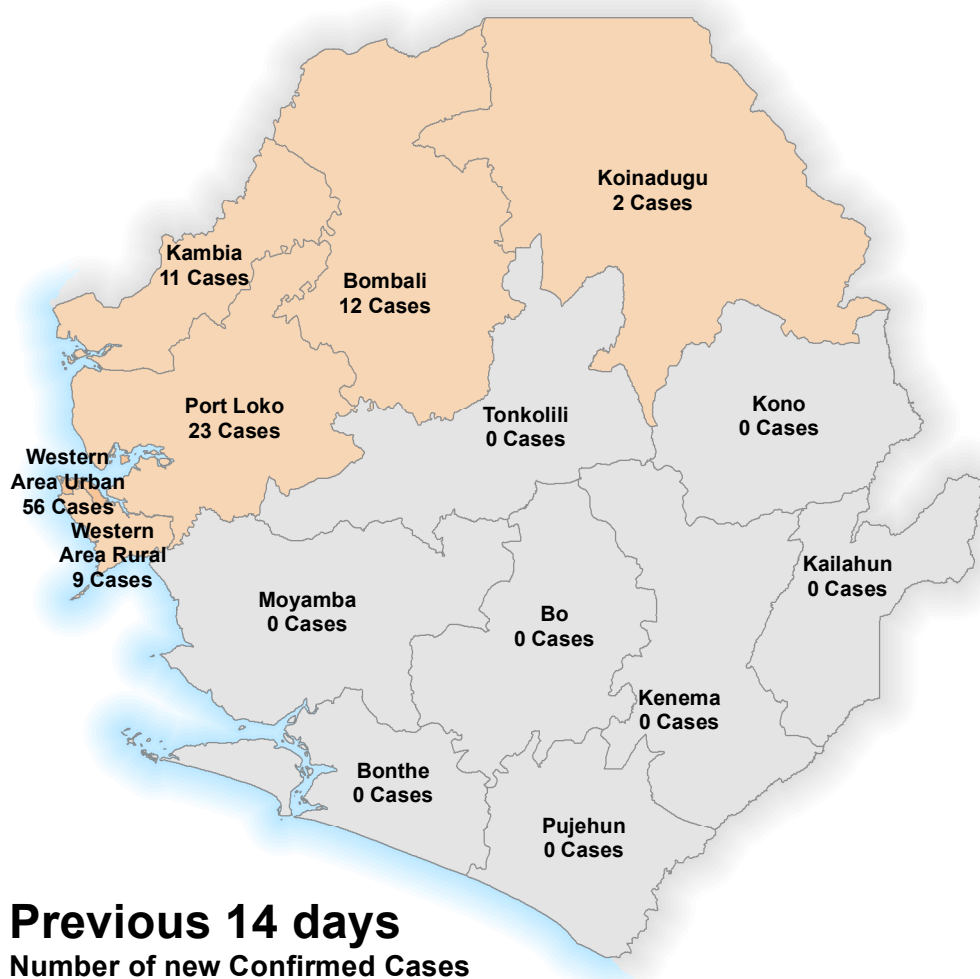 Koinadugu
2 Cases
Kambia
11 Cases
Bombali
12 Cases
Port Loko
23 Cases
Tonkolili
0 Cases
Kono
0 Cases
Western
Area Urban
56 Cases
Western
Area Rural
9 Cases
Kailahun
0 Cases
Moyamba
0 Cases
Bo
0 Cases
Kenema
0 Cases
Bonthe
0 Cases
Pujehun
0 Cases
Previous 14 days
Number of new Confirmed Cases